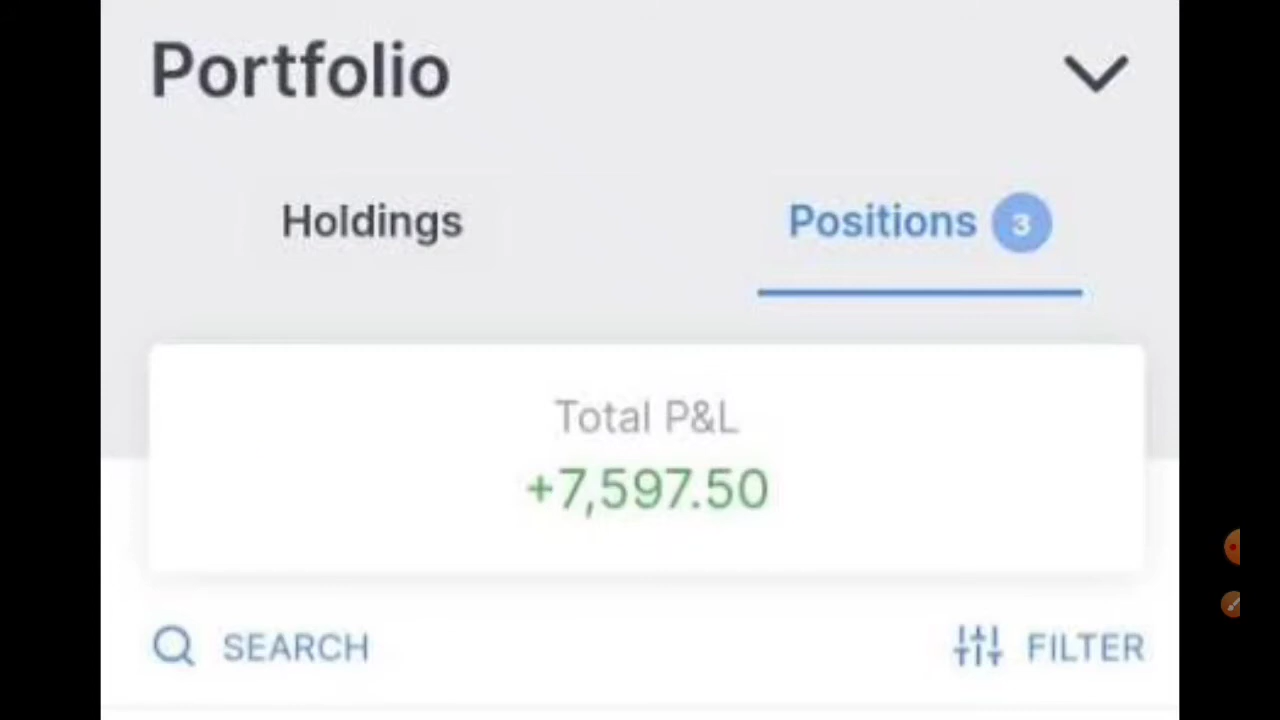 Portfolio
Holdings
Positions 3
Total P&L
+7,597.50
SEARCH
FILTER